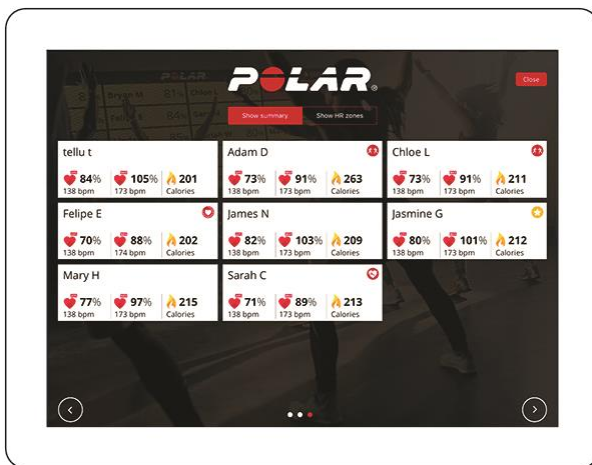 POLAR
Close
Show summary Show HR zones
tellu t
84% 105% 201
138 bpm 173 bpm Calories
Adam D
73% 91% 263
138 bpm 173 bpm Calories
Chloe L
73% 91% 211
138 bpm 173 bpm Calories
Felipe E
70% 88% 202
138 bpm 174 bpm Calories
James N
82% 103% 209
138 bpm 173 bpm Calories
Jasmine G
80% 101% 212
138 bpm 173 bpm Calories
Mary H
77% 97% 215
138 bpm 173 bpm Calories
Sarah C
71% 89% 213
138 bpm 173 bpm Calories